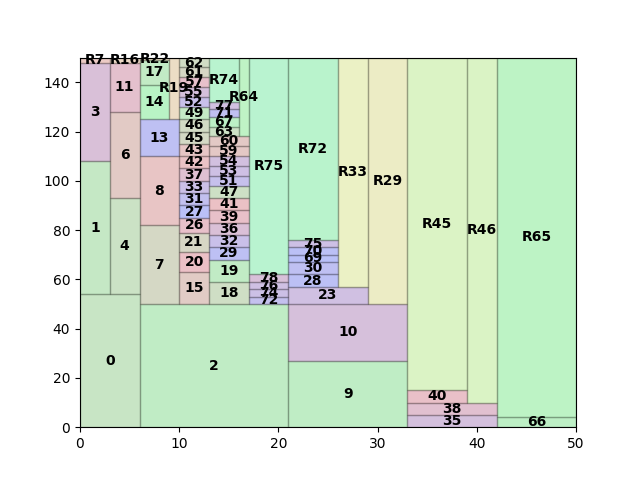 R7 R16 R22 62
17 61
R74
11 57
R19 55 R64
3 14 52 77
49 71
67
46 63
13 45 60
R72
6 43 59
42 54 R75
8 37 53 R33
33 51 R29
31 47
27 41
39
1 26 36 R45
R46
4 21 32 75 R65
29 70
7 20 69
19 30
78
15 76 28
18 74 23
72
10
0 2
9
40
38
35 66
0
20
40
60
80
100
120
140
0 10 20 30 40 50